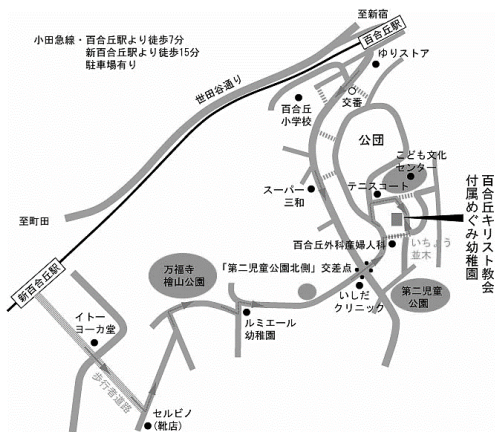 至新宿
百合丘駅
小田急線・百合丘駅より徒歩7分
新百合丘駅より徒歩15分
駐車場有り
ゆりストア
世田谷通り
交番
百合丘
小学校
公団
こども文化
センター
テニスコート
スーパー
三和
百合丘キリスト教会
付属めぐみ幼稚園
至町田
百合丘外科産婦人科
いちょう
並木
新百合丘駅
万福寺
檜山公園
「第二児童公園北側」交差点
第二児童
公園
いしだ
クリニック
イトー
ヨーカ堂
ルミエール
幼稚園
歩行者道路
セルビノ
(靴店)